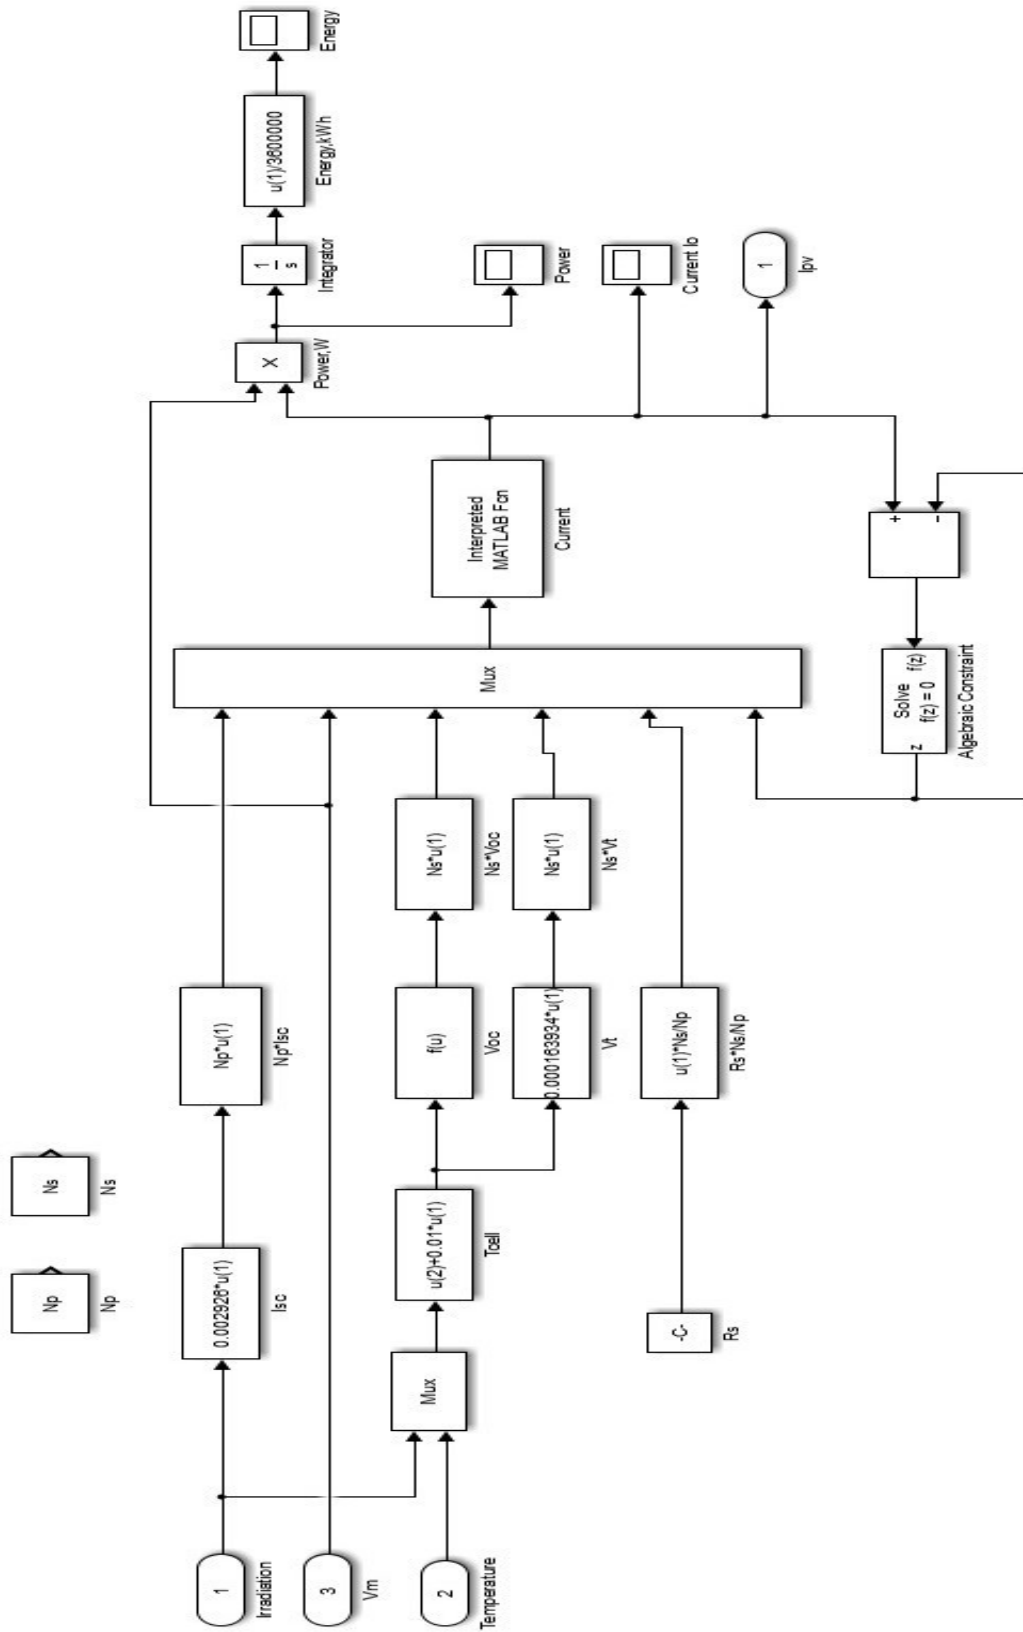 Np
Np
Ns
Ns
1
Irradiation
0.002926*u(1)
Isc
Np*u(1)
Np*Isc
X
Power,W
1
s
Integrator
u(1)/3600000
Energy,kWh
Energy
3
Vm
2
Temperature
Mux
u(2)+0.01*u(1)
Tcell
f(u)
Voc
Ns*u(1)
Ns*Voc
0.000163934*u(1)
Vt
Ns*u(1)
Ns*Vt
-C-
Rs
u(1)*Ns/Np
Rs*Ns/Np
Mux
Interpreted
MATLAB Fcn
Current
Power
Current Io
1
Ipv
z
Solve
f(z) = 0
f(z)
Algebraic Constraint
+
-